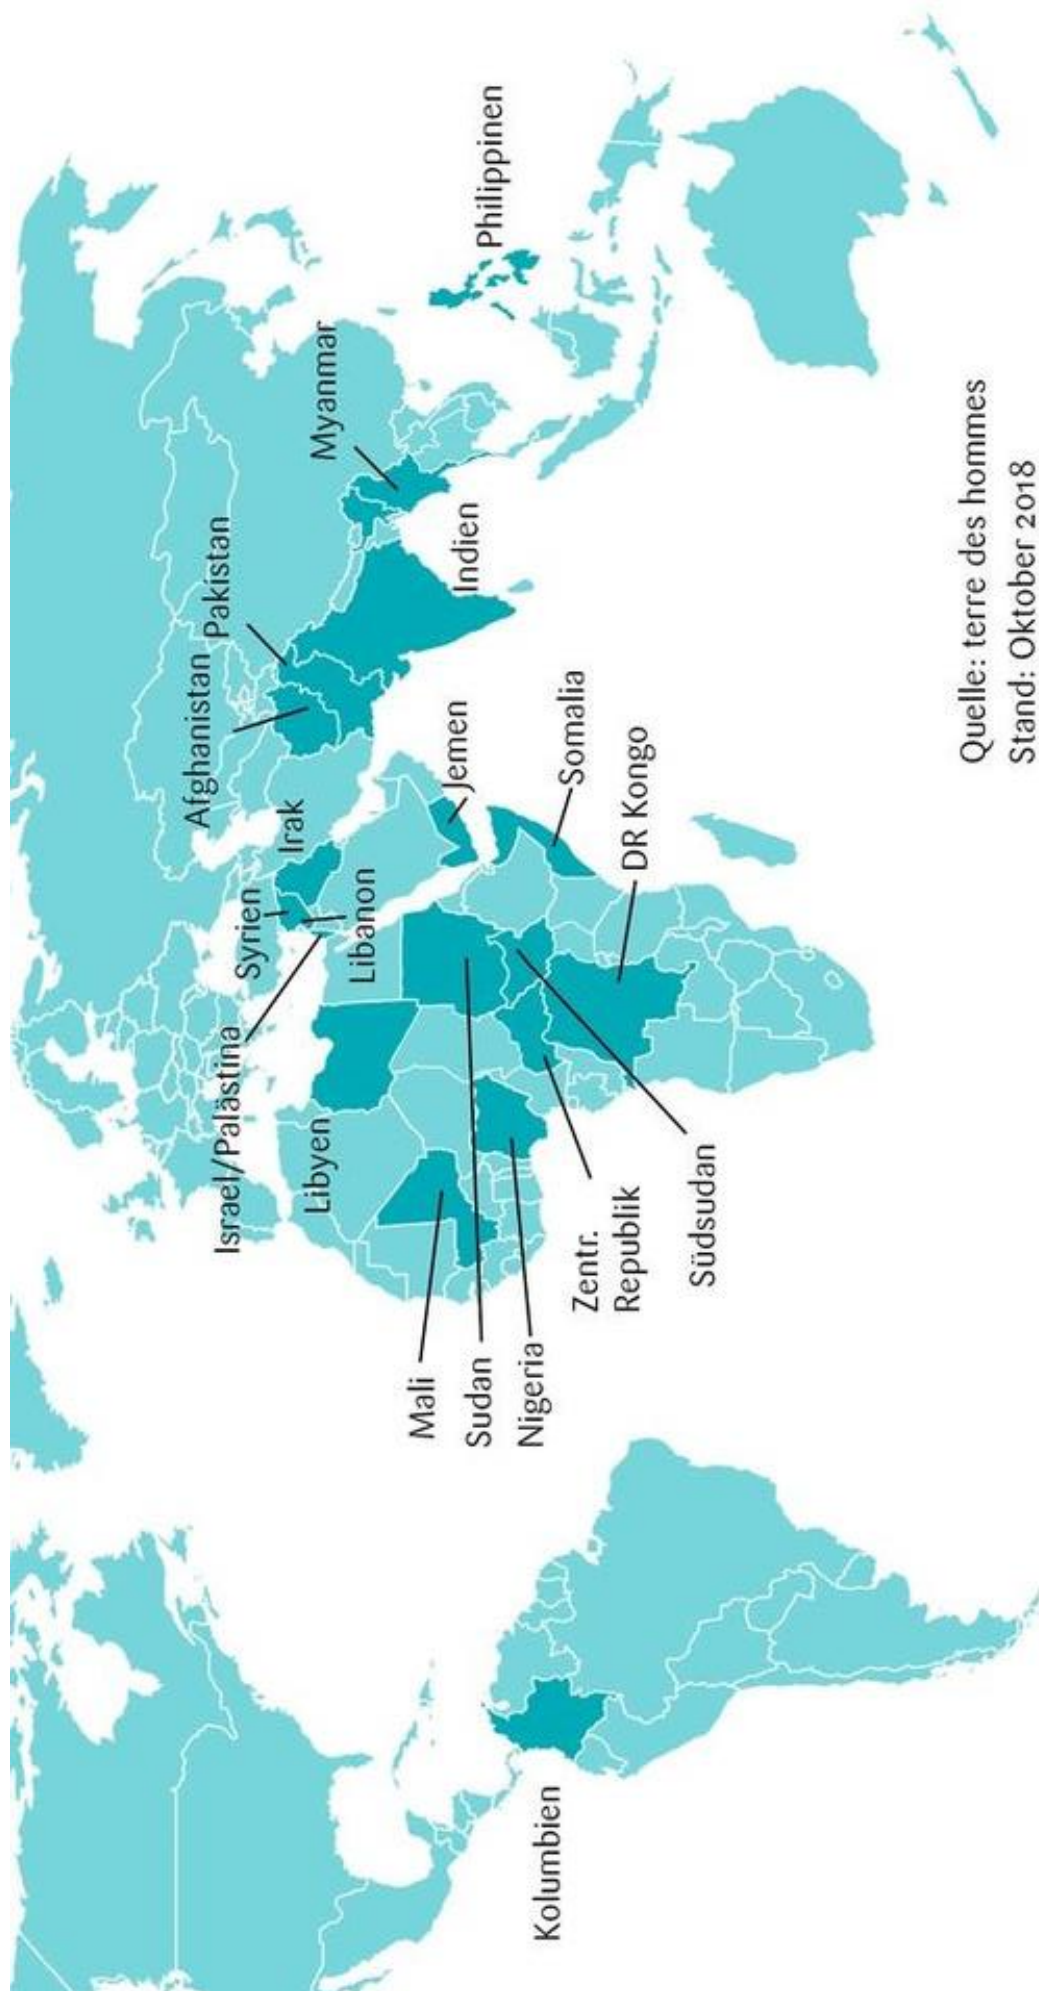 Kolumbien
Mali
Sudan
Nigeria
Zentr.
Republik
Südsudan
Libyen
Israel/Palästina
Syrien
Libanon
Irak
Afghanistan
Pakistan
Jemen
Somalia
DR Kongo
Indien
Myanmar
Philippinen
Quelle: terre des hommes
Stand: Oktober 2018